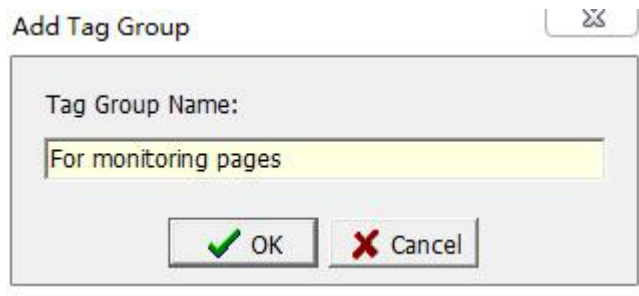 Add Tag Group
Tag Group Name:
For monitoring pages
OK Cancel